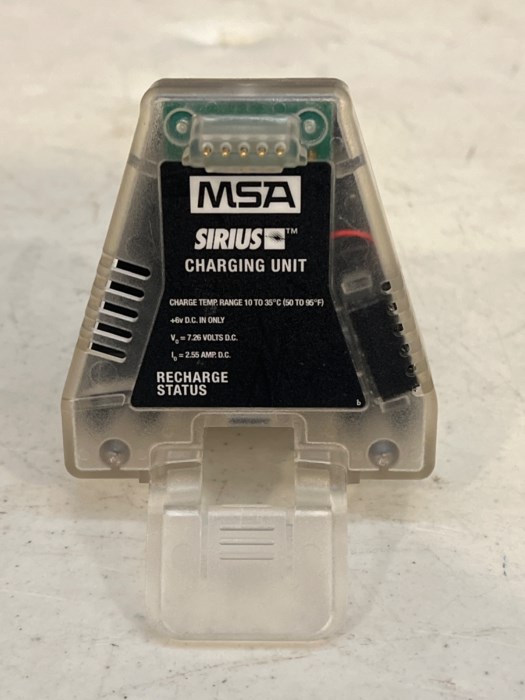 MSA
SIRIUS™
CHARGING UNIT
CHARGE TEMP. RANGE 10 TO 35°C (50 TO 95°F)
+6v D.C. IN ONLY
V₀ = 7.26 VOLTS D.C.
I₀ = 2.55 AMP. D.C.
RECHARGE
STATUS
b